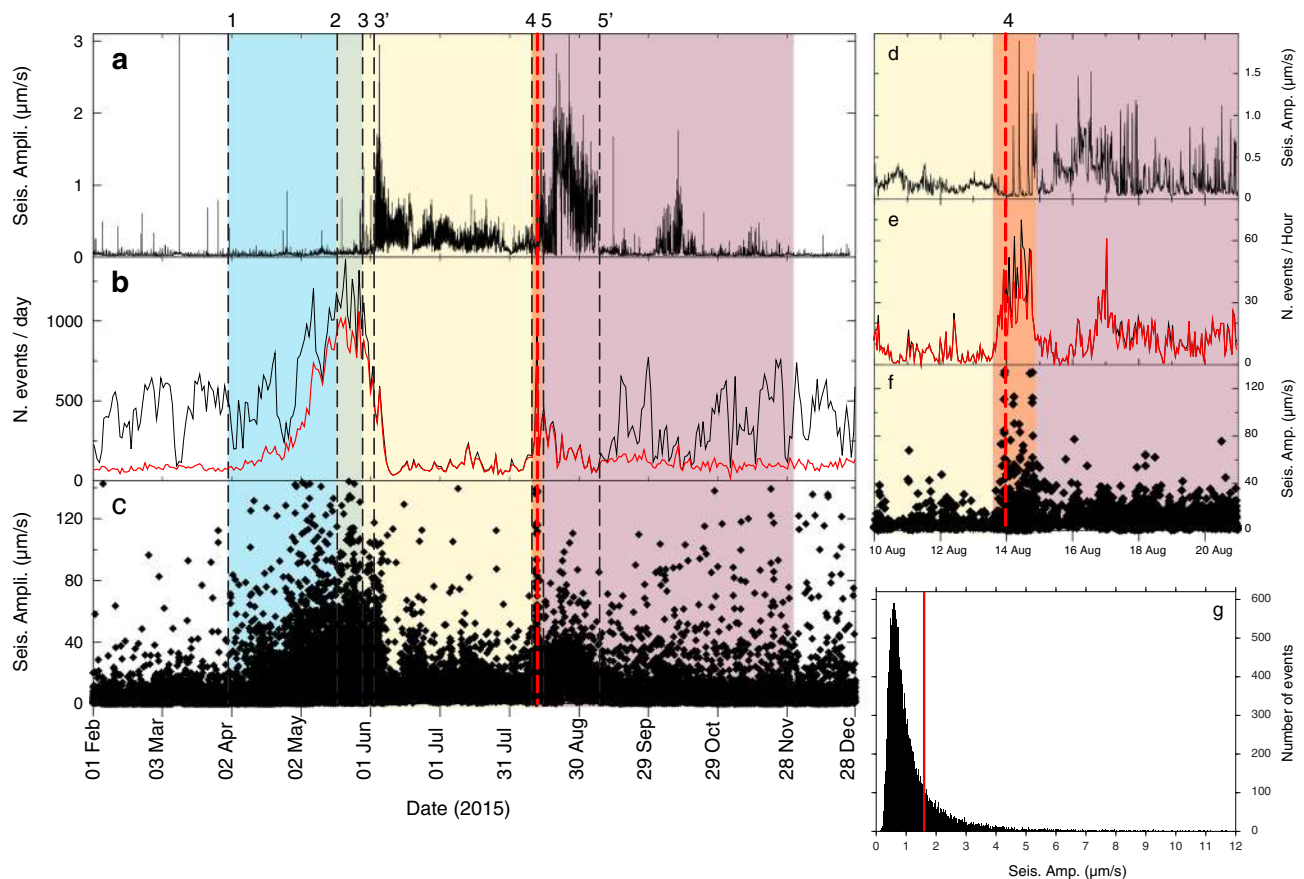 1 2 3 3' 4 5 5'
a
Seis. Ampli. (μm/s)
3
2
1
0
b
N. events / day
1000
500
0
c
Seis. Ampli. (μm/s)
120
80
40
0
01 Feb
03 Mar
02 Apr
02 May
01 Jun
01 Jul
31 Jul
30 Aug
29 Sep
29 Oct
28 Nov
28 Dec
Date (2015)
4
d
Seis. Amp. (μm/s)
1.5
1
0.5
0
e
N. events / Hour
60
30
0
f
Seis. Amp. (μm/s)
120
80
40
0
10 Aug 12 Aug 14 Aug 16 Aug 18 Aug 20 Aug
g
Number of events
600
500
400
300
200
100
0
0 1 2 3 4 5 6 7 8 9 10 11 12
Seis. Amp. (μm/s)